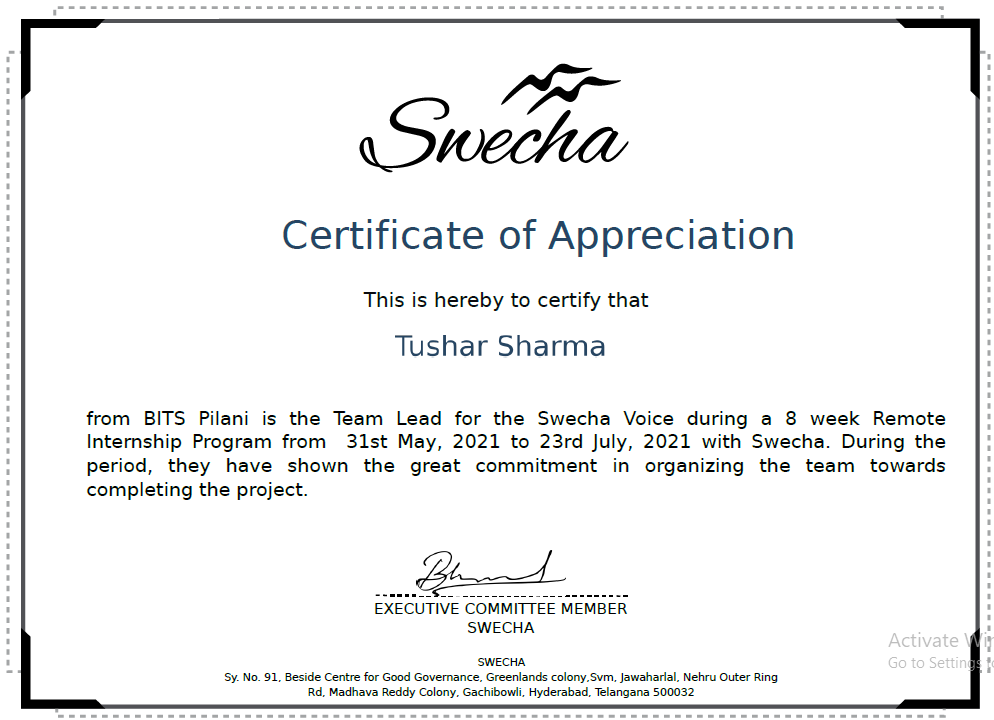 Swecha
Certificate of Appreciation
This is hereby to certify that
Tushar Sharma
from BITS Pilani is the Team Lead for the Swecha Voice during a 8 week Remote
Internship Program from 31st May, 2021 to 23rd July, 2021 with Swecha. During the
period, they have shown the great commitment in organizing the team towards
completing the project.
EXECUTIVE COMMITTEE MEMBER
SWECHA
SWECHA
Sy. No. 91, Beside Centre for Good Governance, Greenlands colony,Svm, Jawaharlal, Nehru Outer Ring
Rd, Madhava Reddy Colony, Gachibowli, Hyderabad, Telangana 500032
Activate
Go to Settings